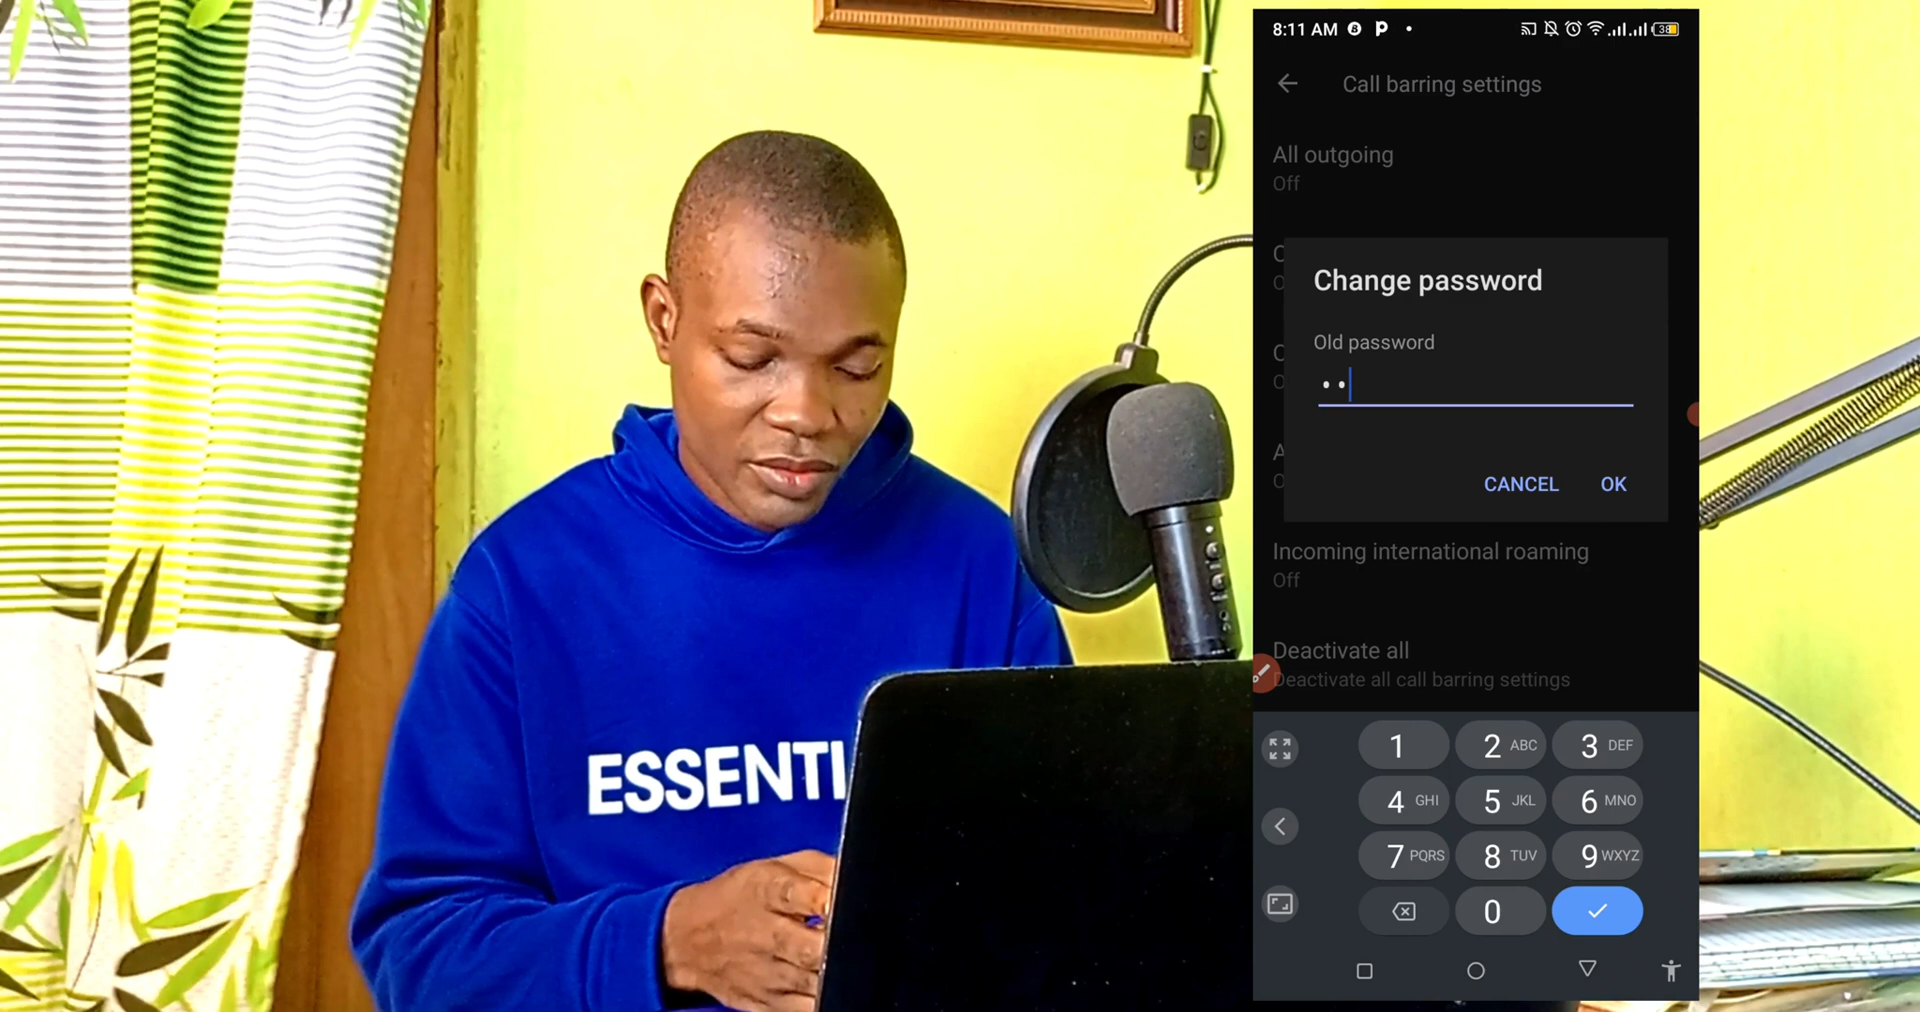 8:11 AM
38
Call barring settings
All outgoing
Off
Change password
Old password
CANCEL
OK
Incoming international roaming
Off
Deactivate all
Deactivate all call barring settings
1
2 ABC
3 DEF
4 GHI
5 JKL
6 MNO
7 PQRS
8 TUV
9 WXYZ
0
ESSENTI